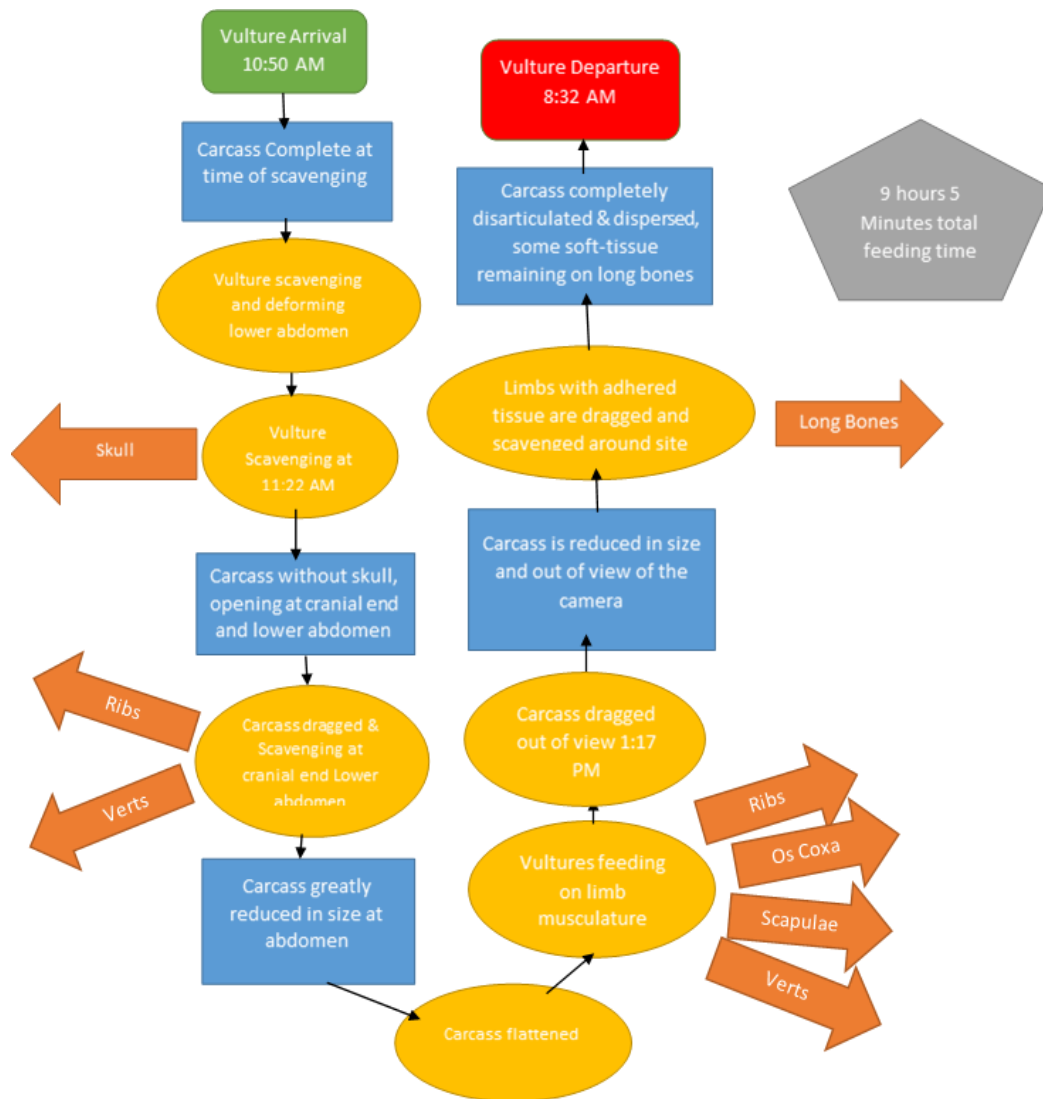 Vulture Arrival
10:50 AM
Carcass Complete at
time of scavenging
Vulture scavenging
and deforming
lower abdomen
Vulture
Scavenging at
11:22 AM
Skull
Carcass without skull,
opening at cranial end
and lower abdomen
Carcass dragged &
Scavenging at
cranial end Lower
abdomen
Ribs
Verts
Carcass greatly
reduced in size at
abdomen
Carcass flattened
Vultures feeding
on limb
musculature
Ribs
Os Coxa
Scapulae
Verts
Carcass dragged
out of view 1:17
PM
Carcass is reduced in size
and out of view of the
camera
Limbs with adhered
tissue are dragged and
scavenged around site
Long Bones
Carcass completely
disarticulated & dispersed,
some soft-tissue
remaining on long bones
Vulture Departure
8:32 AM
9 hours 5
Minutes total
feeding time